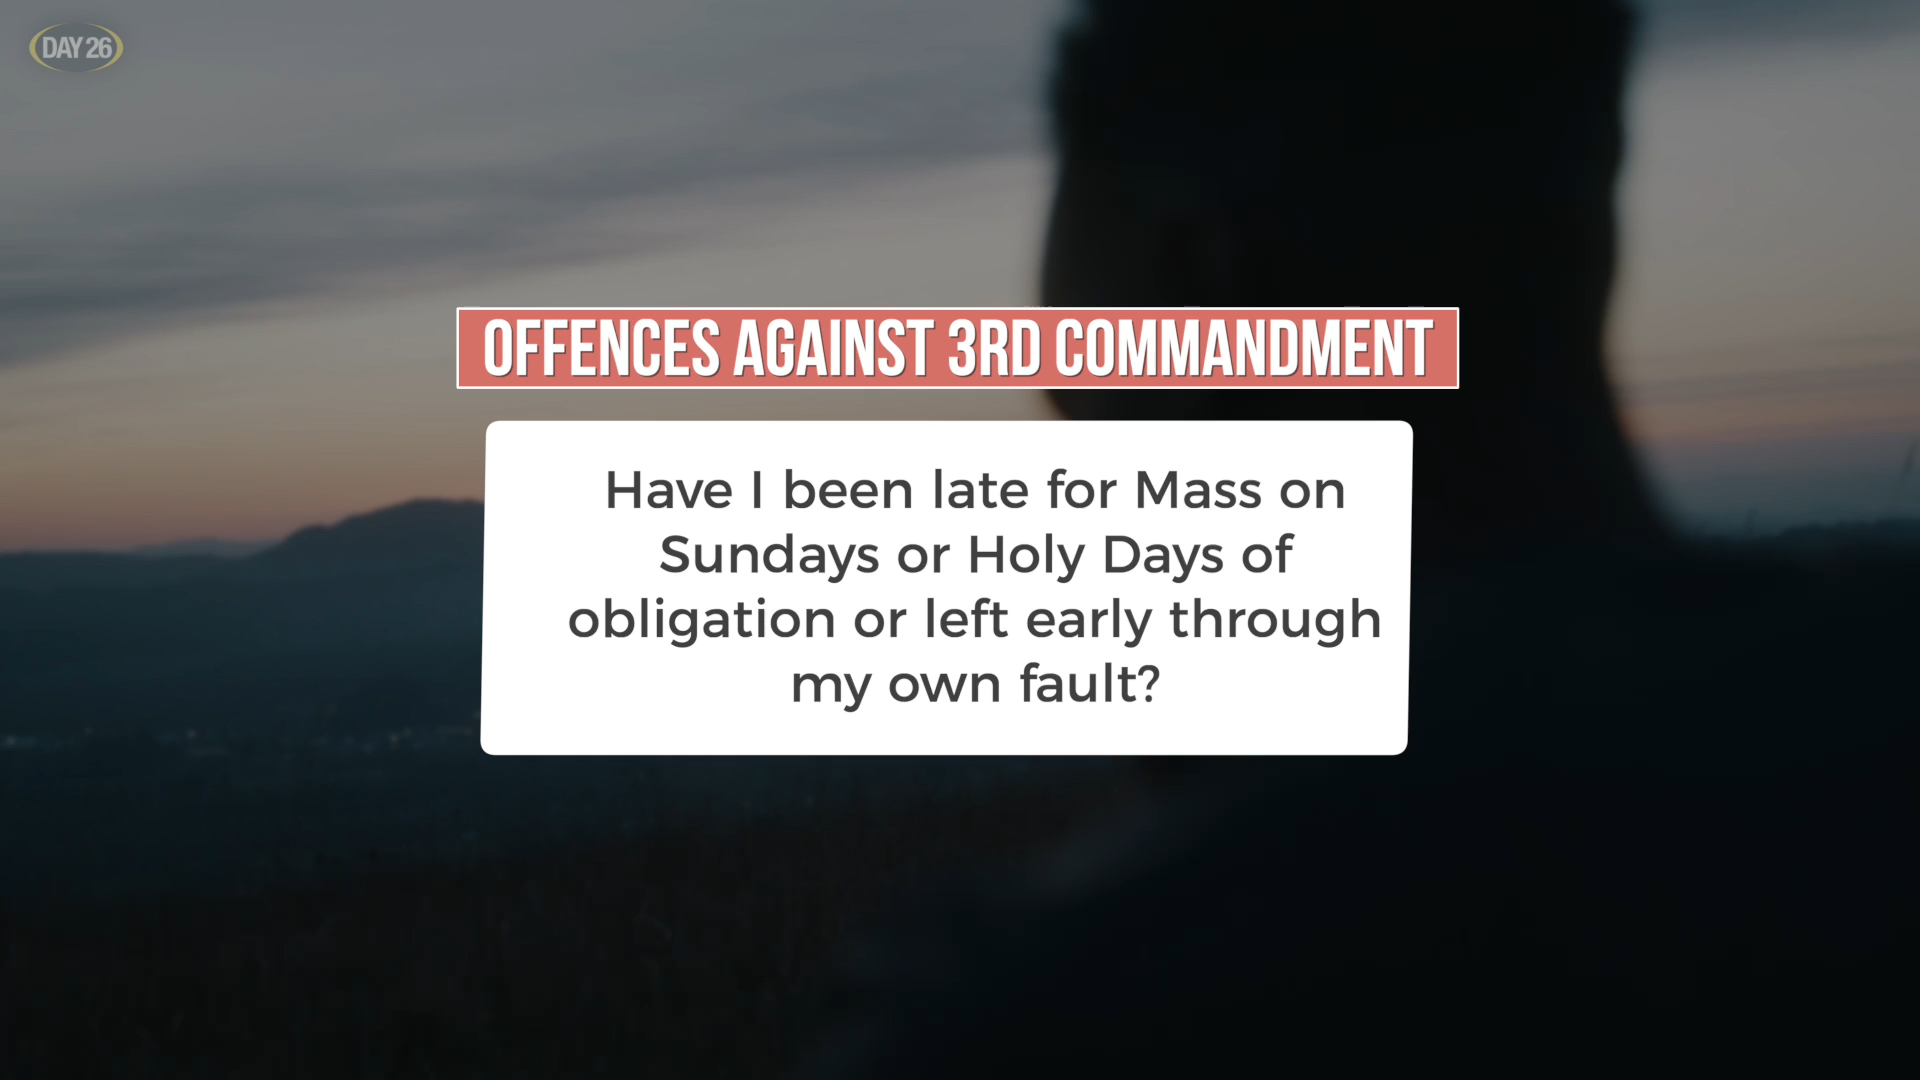 DAY 26
OFFENCES AGAINST 3RD COMMANDMENT
Have I been late for Mass on
Sundays or Holy Days of
obligation or left early through
my own fault?